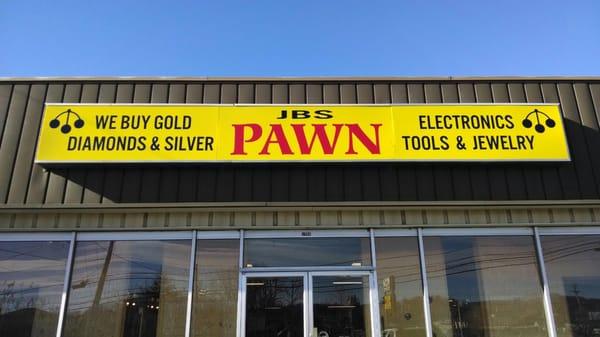 WE BUY GOLD
DIAMONDS & SILVER
JBS
PAWN
ELECTRONICS
TOOLS & JEWELRY